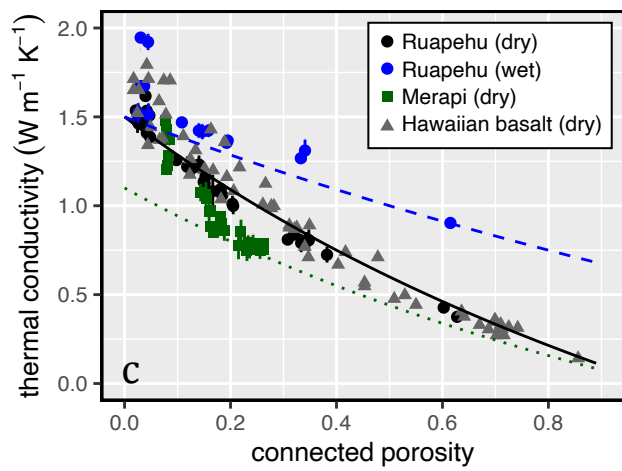 2.0
1.5
1.0
0.5
0.0
thermal conductivity (W m⁻¹ K⁻¹)
Ruapehu (dry)
Ruapehu (wet)
Merapi (dry)
Hawaiian basalt (dry)
C
0.0 0.2 0.4 0.6 0.8
connected porosity